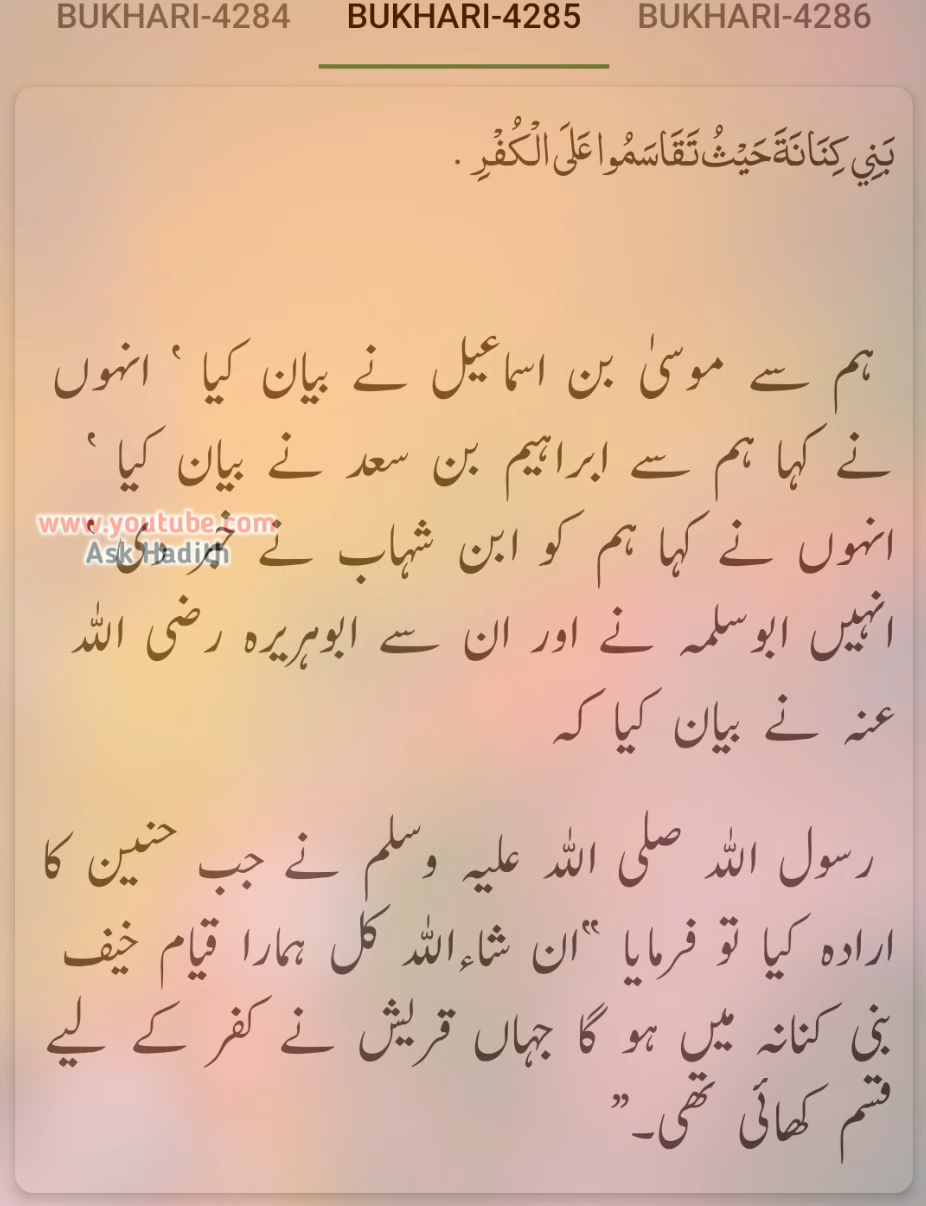 BUKHARI-4284 BUKHARI-4285 BUKHARI-4286
بَنِي كِنَانَةَ حَيْثُ تَقَاسَمُوا عَلَى الْكُفْرِ .
ہم سے موسیٰ بن اسماعیل نے بیان کیا ‘ انہوں
نے کہا ہم سے ابراہیم بن سعد نے بیان کیا ‘
انہوں نے کہا ہم کو ابن شہاب نے خبر دی ‘
www.youtube.com
Ask Hadith
انہیں ابوسلمہ نے اور ان سے ابوہریرہ رضی اللہ
عنہ نے بیان کیا کہ
رسول اللہ صلی اللہ علیہ وسلم نے جب حنین کا
ارادہ کیا تو فرمایا ”ان شاءاللہ کل ہمارا قیام خیف
بنی کنانہ میں ہو گا جہاں قریش نے کفر کے لیے
قسم کھائی تھی۔“